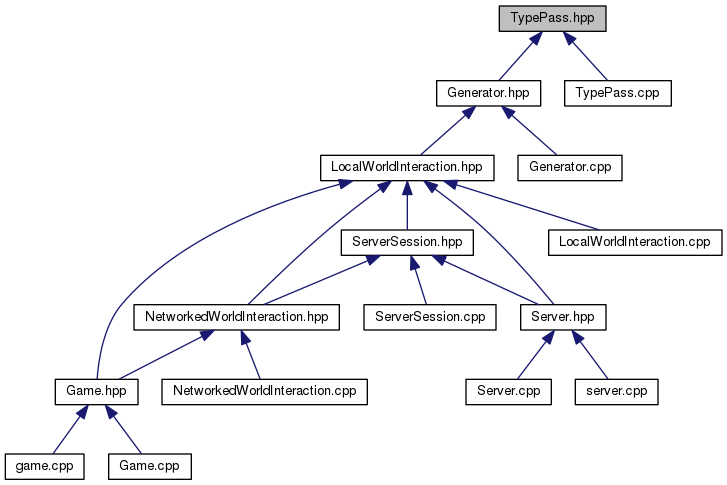 TypePass.hpp
Generator.hpp
TypePass.cpp
LocalWorldInteraction.hpp
Generator.cpp
ServerSession.hpp
LocalWorldInteraction.cpp
NetworkedWorldInteraction.hpp
ServerSession.cpp
Server.hpp
Game.hpp
NetworkedWorldInteraction.cpp
Server.cpp
server.cpp
game.cpp
Game.cpp